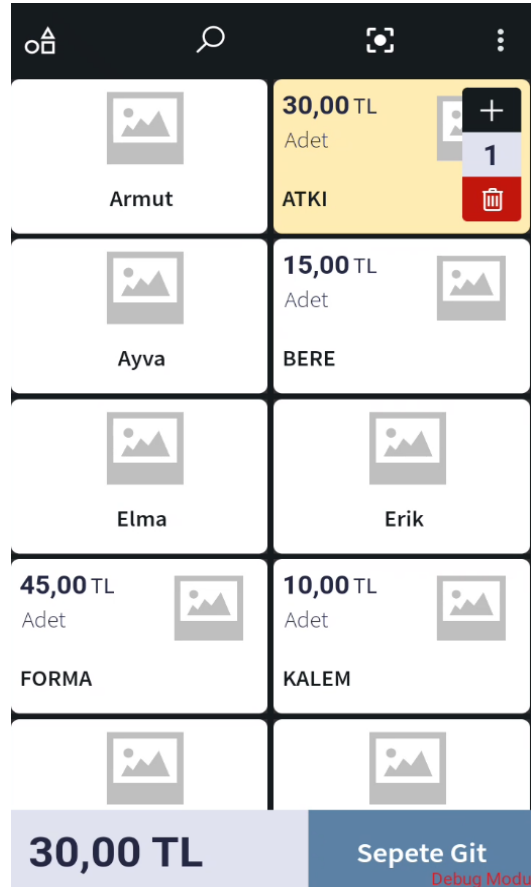 Armut
30,00 TL
Adet
1
ATKI
Ayva
15,00 TL
Adet
BERE
Elma
Erik
45,00 TL
Adet
FORMA
10,00 TL
Adet
KALEM
30,00 TL
Sepete Git
Debug Modu